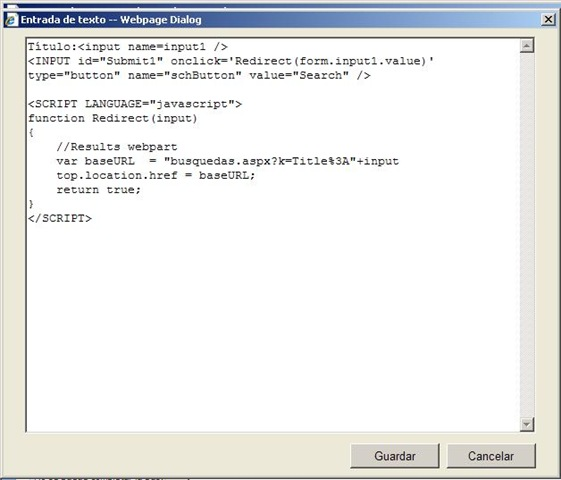 Entrada de texto -- Webpage Dialog
Título:<input name=input1 />
<INPUT id="Submit1" onclick='Redirect(form.input1.value)'
type="button" name="schButton" value="Search" />
<SCRIPT LANGUAGE="javascript">
function Redirect(input)
{
//Results webpart
var baseURL  = "busquedas.aspx?k=Title%3A"+input
top.location.href = baseURL;
return true;
}
</SCRIPT>
Guardar
Cancelar